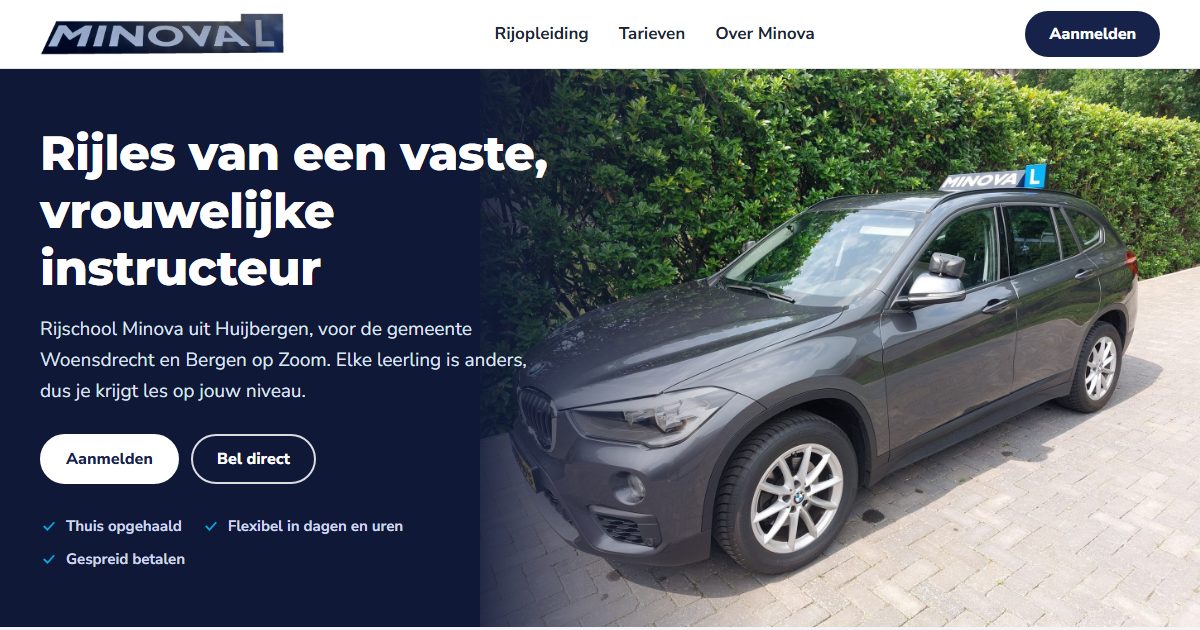 MINOVA L
Rijopleiding
Tarieven
Over Minova
Aanmelden
Rijles van een vaste,
vrouwelijke
instructeur
Rijschool Minova uit Huijbergen, voor de gemeente
Woensdrecht en Bergen op Zoom. Elke leerling is anders,
dus je krijgt les op jouw niveau.
Aanmelden
Bel direct
Thuis opgehaald
Flexibel in dagen en uren
Gespreid betalen
MINOVA L